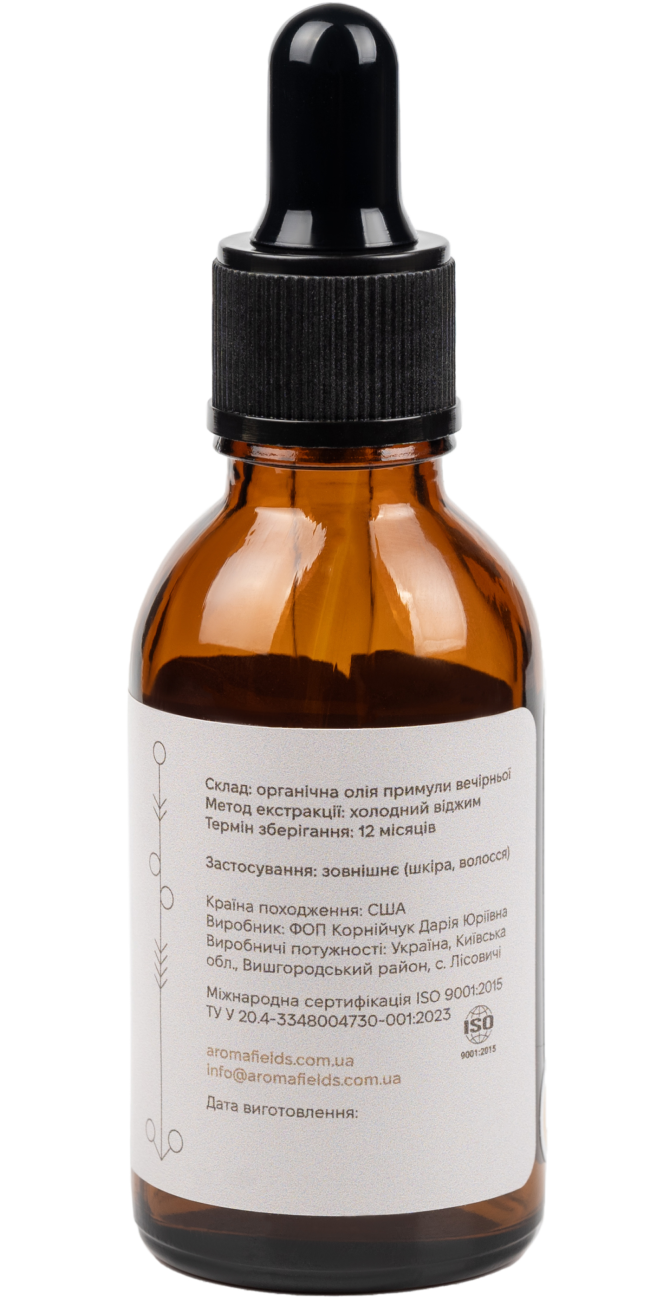 Склад: органічна олія примули вечірньої
Метод екстракції: холодний віджим
Термін зберігання: 12 місяців
Застосування: зовнішнє (шкіра, волосся)
Країна походження: США
Виробник: ФОП Корнійчук Дарія Юріївна
Виробничі потужності: Україна, Київська
обл., Вишгородський район, с. Лісовичі
Міжнародна сертифікація ISO 9001:2015
ТУ У 20.4-3348004730-001:2023
ISO
9001:2015
aromafields.com.ua
info@aromafields.com.ua
Дата виготовлення: